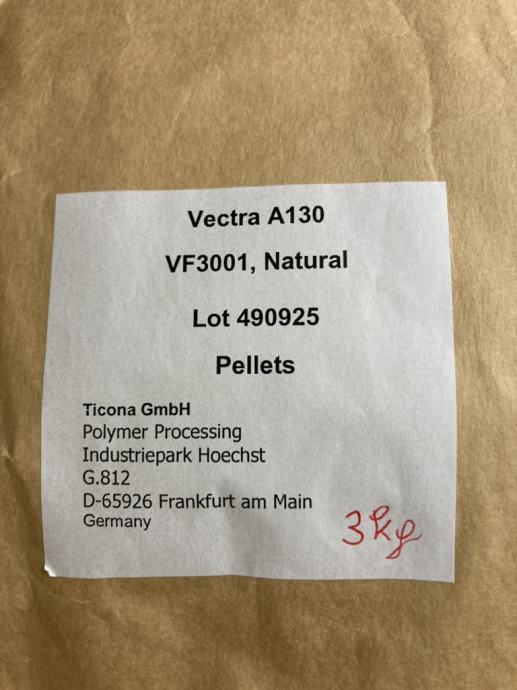 Vectra A130
VF3001, Natural
Lot 490925
Pellets
Ticona GmbH
Polymer Processing
Industriepark Hoechst
G.812
D-65926 Frankfurt am Main
Germany
3kg